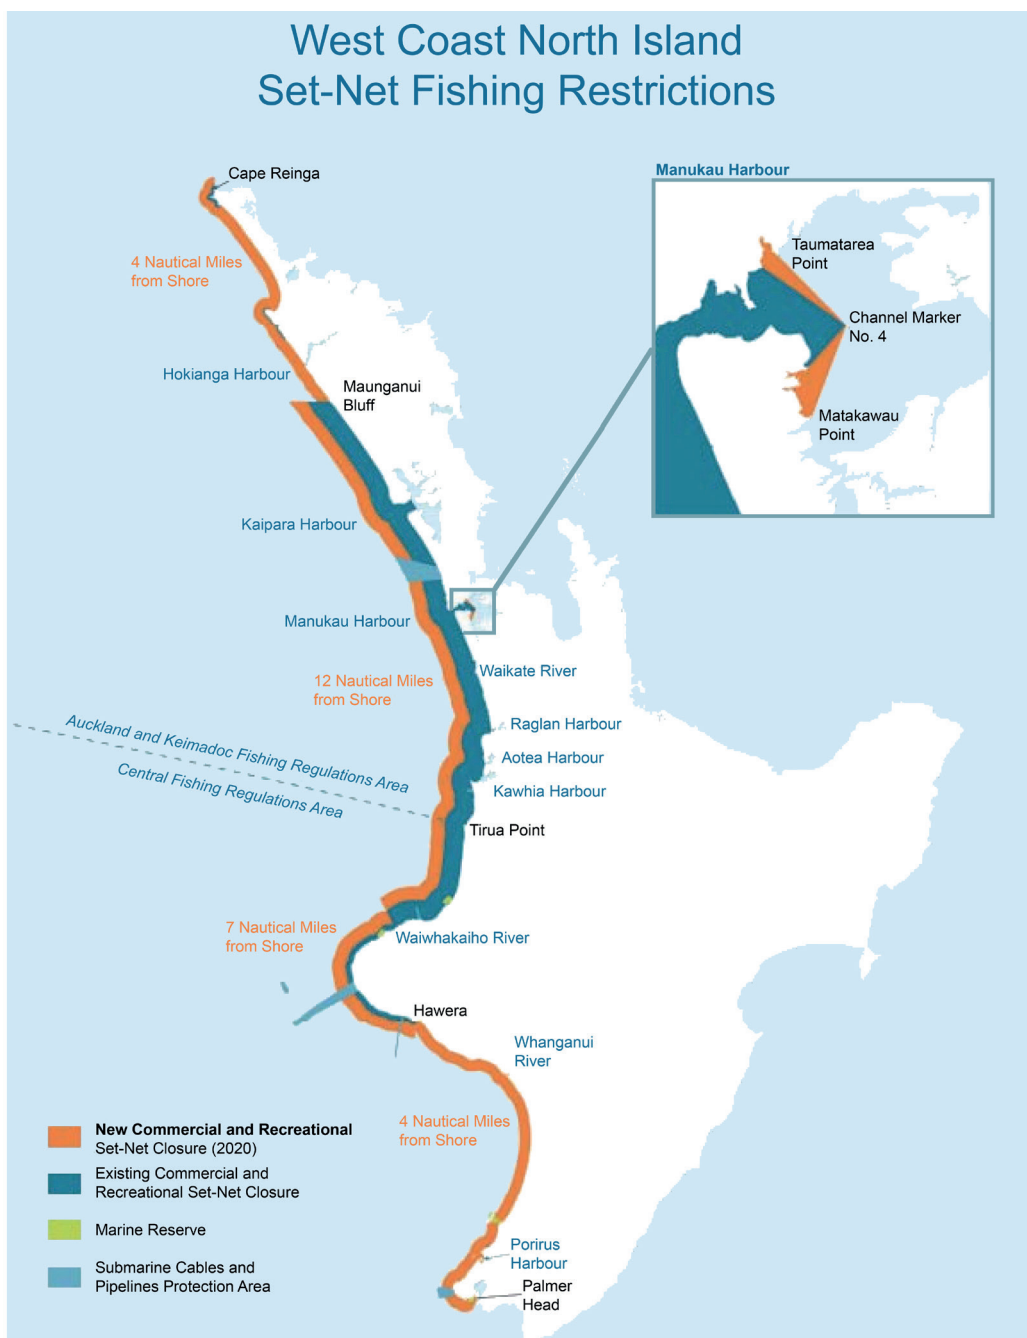 West Coast North Island
Set-Net Fishing Restrictions
Manukau Harbour
Cape Reinga
Taumatarea
Point
4 Nautical Miles
from Shore
Channel Marker
No. 4
Hokianga Harbour
Maunganui
Bluff
Matakawau
Point
Kaipara Harbour
Manukau Harbour
12 Nautical Miles
from Shore
Waikate River
Raglan Harbour
Auckland and Keimadoc Fishing Regulations Area
Aotea Harbour
Central Fishing Regulations Area
Kawhia Harbour
Tirua Point
7 Nautical Miles
from Shore
Waiwhakaiho River
Hawera
Whanganui
River
4 Nautical Miles
from Shore
New Commercial and Recreational
Set-Net Closure (2020)
Existing Commercial and
Recreational Set-Net Closure
Marine Reserve
Submarine Cables and
Pipelines Protection Area
Porirus
Harbour
Palmer
Head